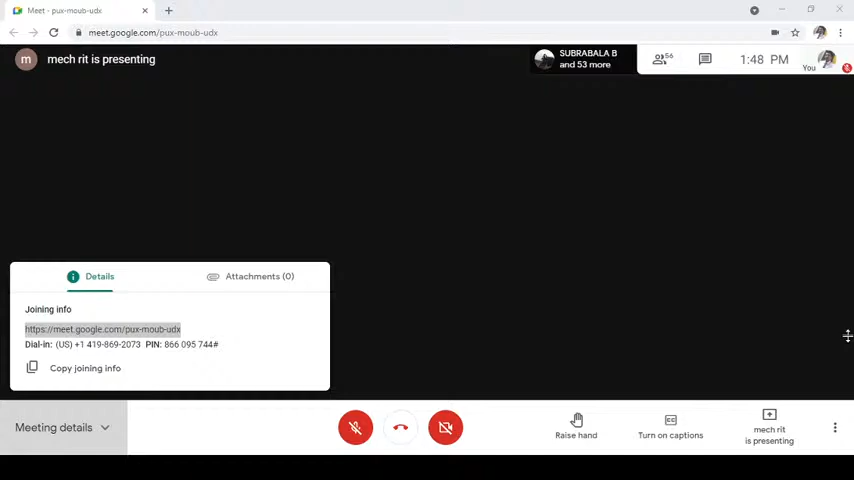 Meet - pux-moub-udx
meet.google.com/pux-moub-udx
m
mech rit is presenting
SUBRABALA B
and 53 more
56
1:48 PM
You
Details
Attachments (0)
Joining info
https://meet.google.com/pux-moub-udx
Dial-in: (US) +1 419-869-2073 PIN: 866 095 744#
Copy joining info
Meeting details
Raise hand
Turn on captions
mech rit
is presenting